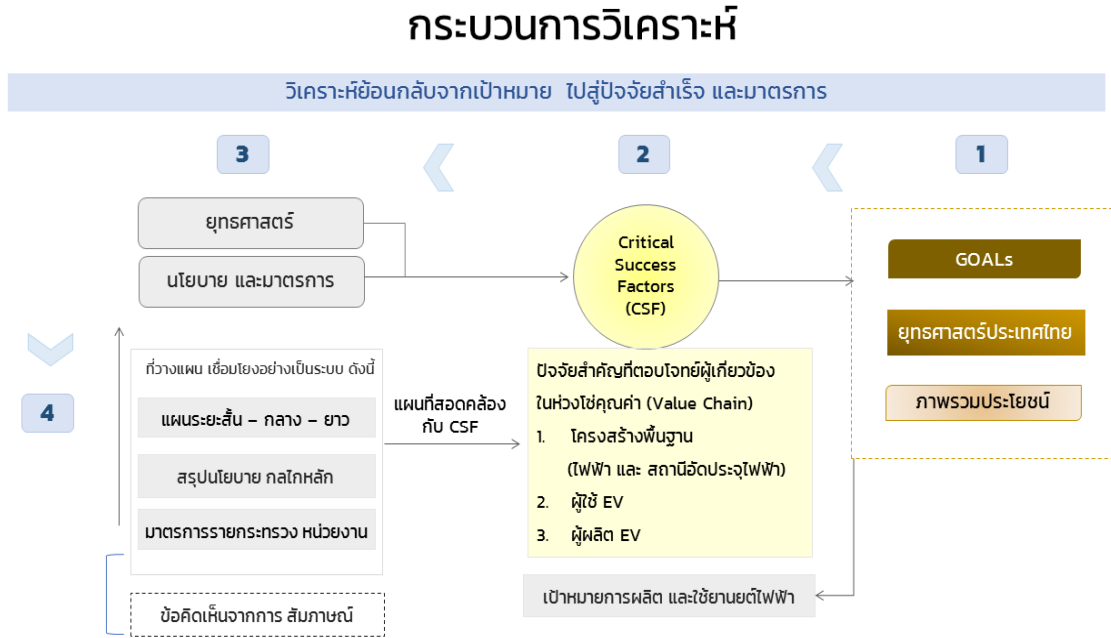 กระบวนการวิเคราะห์
วิเคราะห์ย้อนกลับจากเป้าหมาย ไปสู่ปัจจัยสำเร็จ และมาตรการ
3
2
1
ยุทธศาสตร์
นโยบาย และมาตรการ
Critical
Success
Factors
(CSF)
GOALs
ยุทธศาสตร์ประเทศไทย
ภาพรวมประโยชน์
4
ที่วางแผน เชื่อมโยงอย่างเป็นระบบ ดังนี้
แผนระยะสั้น – กลาง – ยาว
สรุปนโยบาย กลไกหลัก
มาตรการรายกระทรวง หน่วยงาน
ข้อคิดเห็นจากการ สัมภาษณ์
แผนที่สอดคล้อง
กับ CSF
ปัจจัยสำคัญที่ตอบโจทย์ผู้เกี่ยวข้อง
ในห่วงโซ่คุณค่า (Value Chain)
1. โครงสร้างพื้นฐาน
(ไฟฟ้า และ สถานีอัดประจุไฟฟ้า)
2. ผู้ใช้ EV
3. ผู้ผลิต EV
เป้าหมายการผลิต และใช้ยานยต์ไฟฟ้า